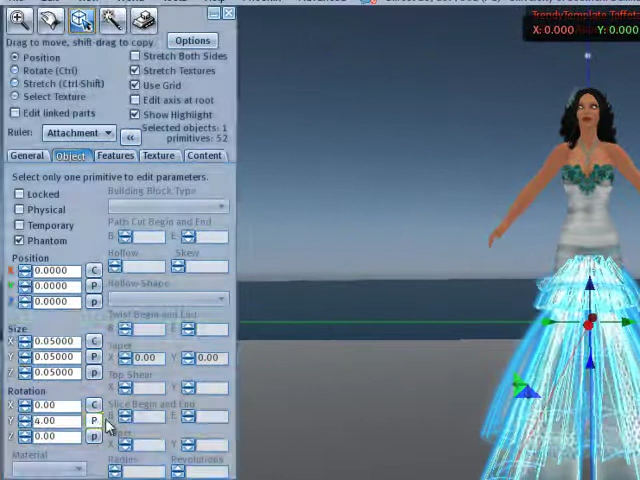 TrendyTemplate Taffeta
X: 0.000 Y: 0.000
Drag to move, shift-drag to copy
Options
Position
Rotate (Ctrl)
Stretch (Ctrl-Shift)
Select Texture
Edit linked parts
Stretch Both Sides
Stretch Textures
Use Grid
Edit axis at root
Show Highlight
Ruler: Attachment
Selected objects: 1
primitives: 52
General Object Features Texture Content
Select only one primitive to edit parameters.
Locked
Physical
Temporary
Phantom
Position
X 0.0000 C
Y 0.0000 P
Z 0.0000 p
Size
X 0.05000 C
Y 0.05000 P
Z 0.05000 p
Rotation
X 0.00 C
Y 4.00 P
Z 0.00 p
Material
Building Block Type
Path Cut Begin and End
B E
Hollow Skew
Hollow Shape
Twist Begin and End
B E
Taper
X 0.00 Y 0.00
Top Shear
X Y
Slice Begin and End
B E
X Y
Radius Revolutions